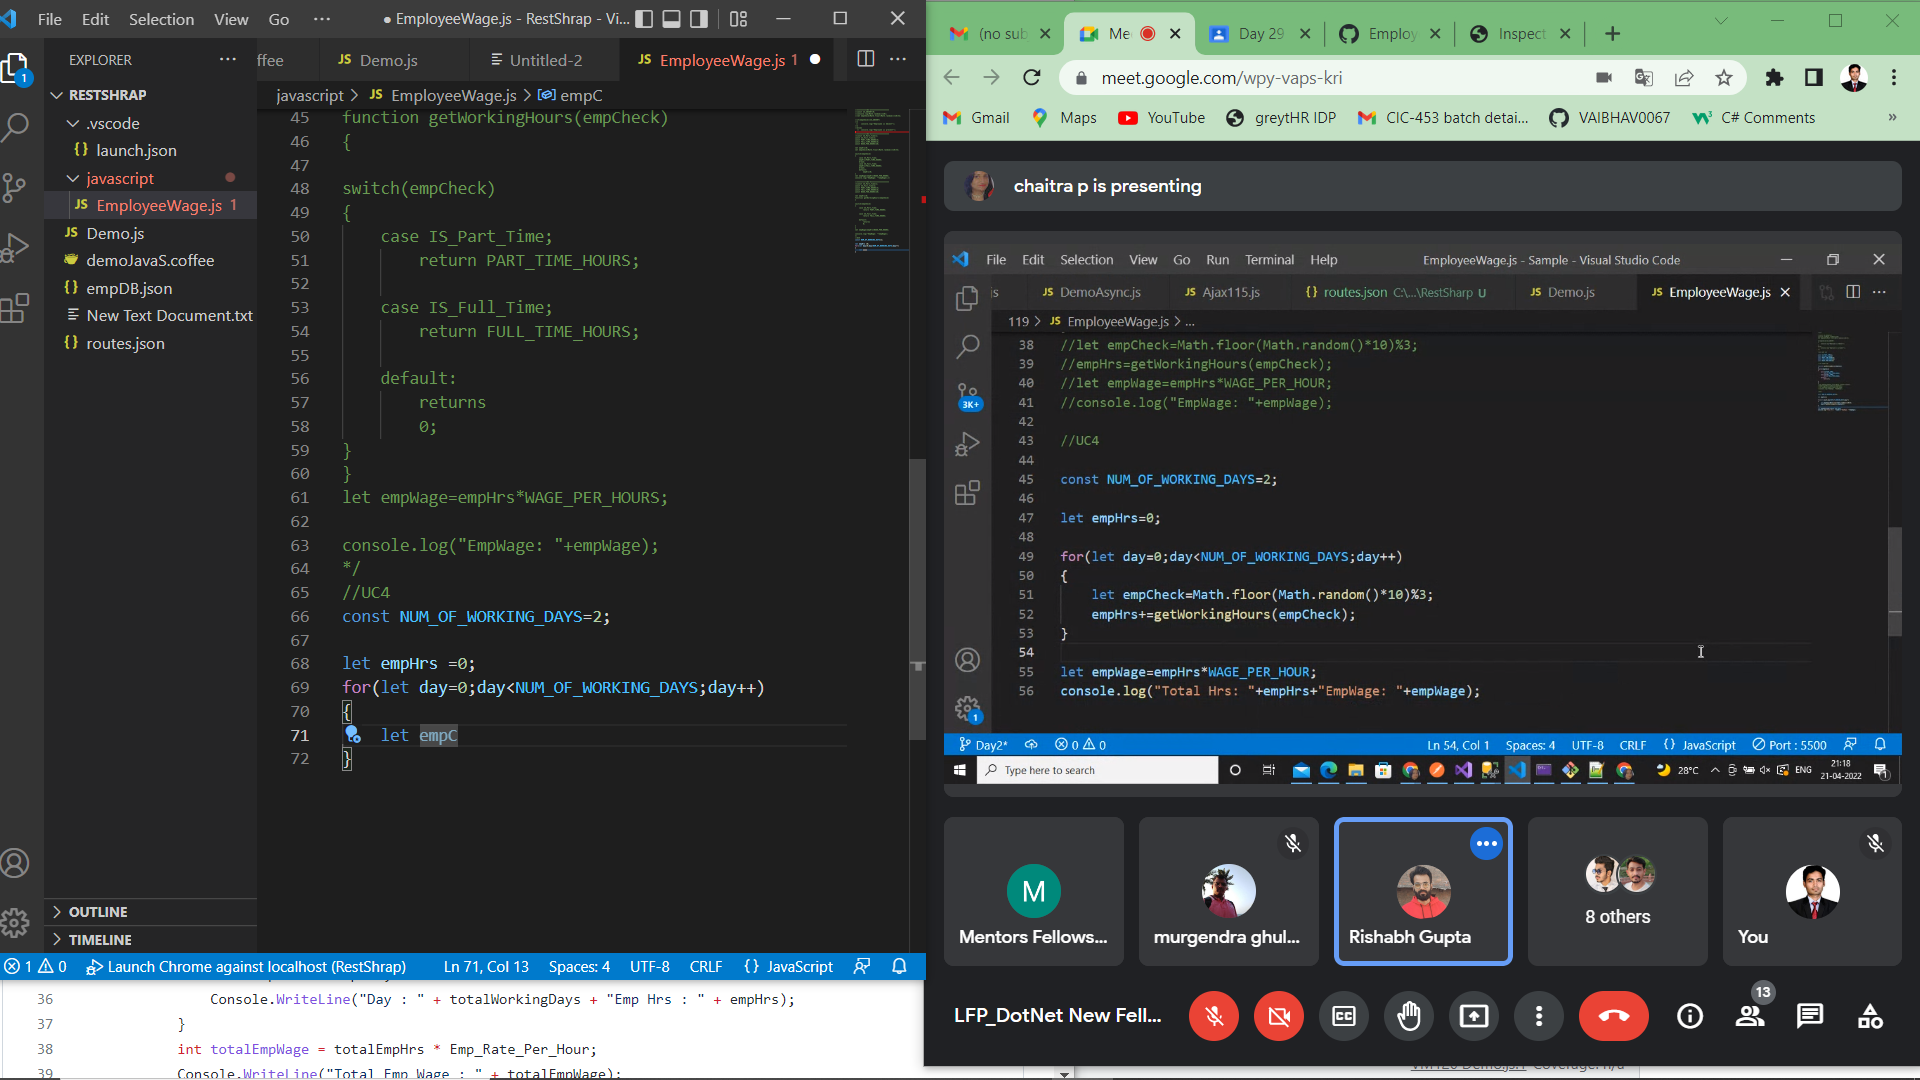 File Edit Selection View Go ··· ● EmployeeWage.js - RestShrap - Vi...
EXPLORER ···
RESTSHRAP
.vscode
{} launch.json
javascript
JS EmployeeWage.js 1
JS Demo.js
demoJavaS.coffee
{} empDB.json
New Text Document.txt
{} routes.json
OUTLINE
TIMELINE
1
ffee JS Demo.js Untitled-2 JS EmployeeWage.js 1 ● ···
javascript > JS EmployeeWage.js > empC
45 function getWorkingHours(empCheck)
46 {
47
48 switch(empCheck)
49 {
50 case IS_Part_Time;
51 return PART_TIME_HOURS;
52
53 case IS_Full_Time;
54 return FULL_TIME_HOURS;
55
56 default:
57 returns
58 0;
59 }
60 }
61 let empWage=empHrs*WAGE_PER_HOURS;
62
63 console.log("EmpWage: "+empWage);
64 */
65 //UC4
66 const NUM_OF_WORKING_DAYS=2;
67
68 let empHrs =0;
69 for(let day=0;day<NUM_OF_WORKING_DAYS;day++)
70 {
71 let empC
72 }
1 0 Launch Chrome against localhost (RestShrap) Ln 71, Col 13 Spaces: 4 UTF-8 CRLF {} JavaScript
36 Console.WriteLine("Day : " + totalWorkingDays + "Emp Hrs : " + empHrs);
37 }
38 int totalEmpWage = totalEmpHrs * Emp_Rate_Per_Hour;
39 Console.WriteLine("Total Emp Wage : " + totalEmpWage);
(no sub Me Day 29 Employ Inspect
meet.google.com/wpy-vaps-kri
Gmail Maps YouTube greytHR IDP CIC-453 batch detai... VAIBHAV0067 C# Comments »
chaitra p is presenting
File Edit Selection View Go Run Terminal Help EmployeeWage.js - Sample - Visual Studio Code
js JS DemoAsync.js JS Ajax115.js {} routes.json C:\...\RestSharp U JS Demo.js JS EmployeeWage.js ···
119 > JS EmployeeWage.js > ...
38 //let empCheck=Math.floor(Math.random()*10)%3;
39 //empHrs=getWorkingHours(empCheck);
40 //let empWage=empHrs*WAGE_PER_HOUR;
41 //console.log("EmpWage: "+empWage);
42
43 //UC4
44
45 const NUM_OF_WORKING_DAYS=2;
46
47 let empHrs=0;
48
49 for(let day=0;day<NUM_OF_WORKING_DAYS;day++)
50 {
51 let empCheck=Math.floor(Math.random()*10)%3;
52 empHrs+=getWorkingHours(empCheck);
53 }
54
55 let empWage=empHrs*WAGE_PER_HOUR;
56 console.log("Total Hrs: "+empHrs+"EmpWage: "+empWage);
3K+
1
Day2* 0 0 Ln 54, Col 1 Spaces: 4 UTF-8 CRLF {} JavaScript Port : 5500
Type here to search 28°C ENG 21:18
21-04-2022
M
Mentors Fellows... murgendra ghul... Rishabh Gupta 8 others You
LFP_DotNet New Fell... CC 13